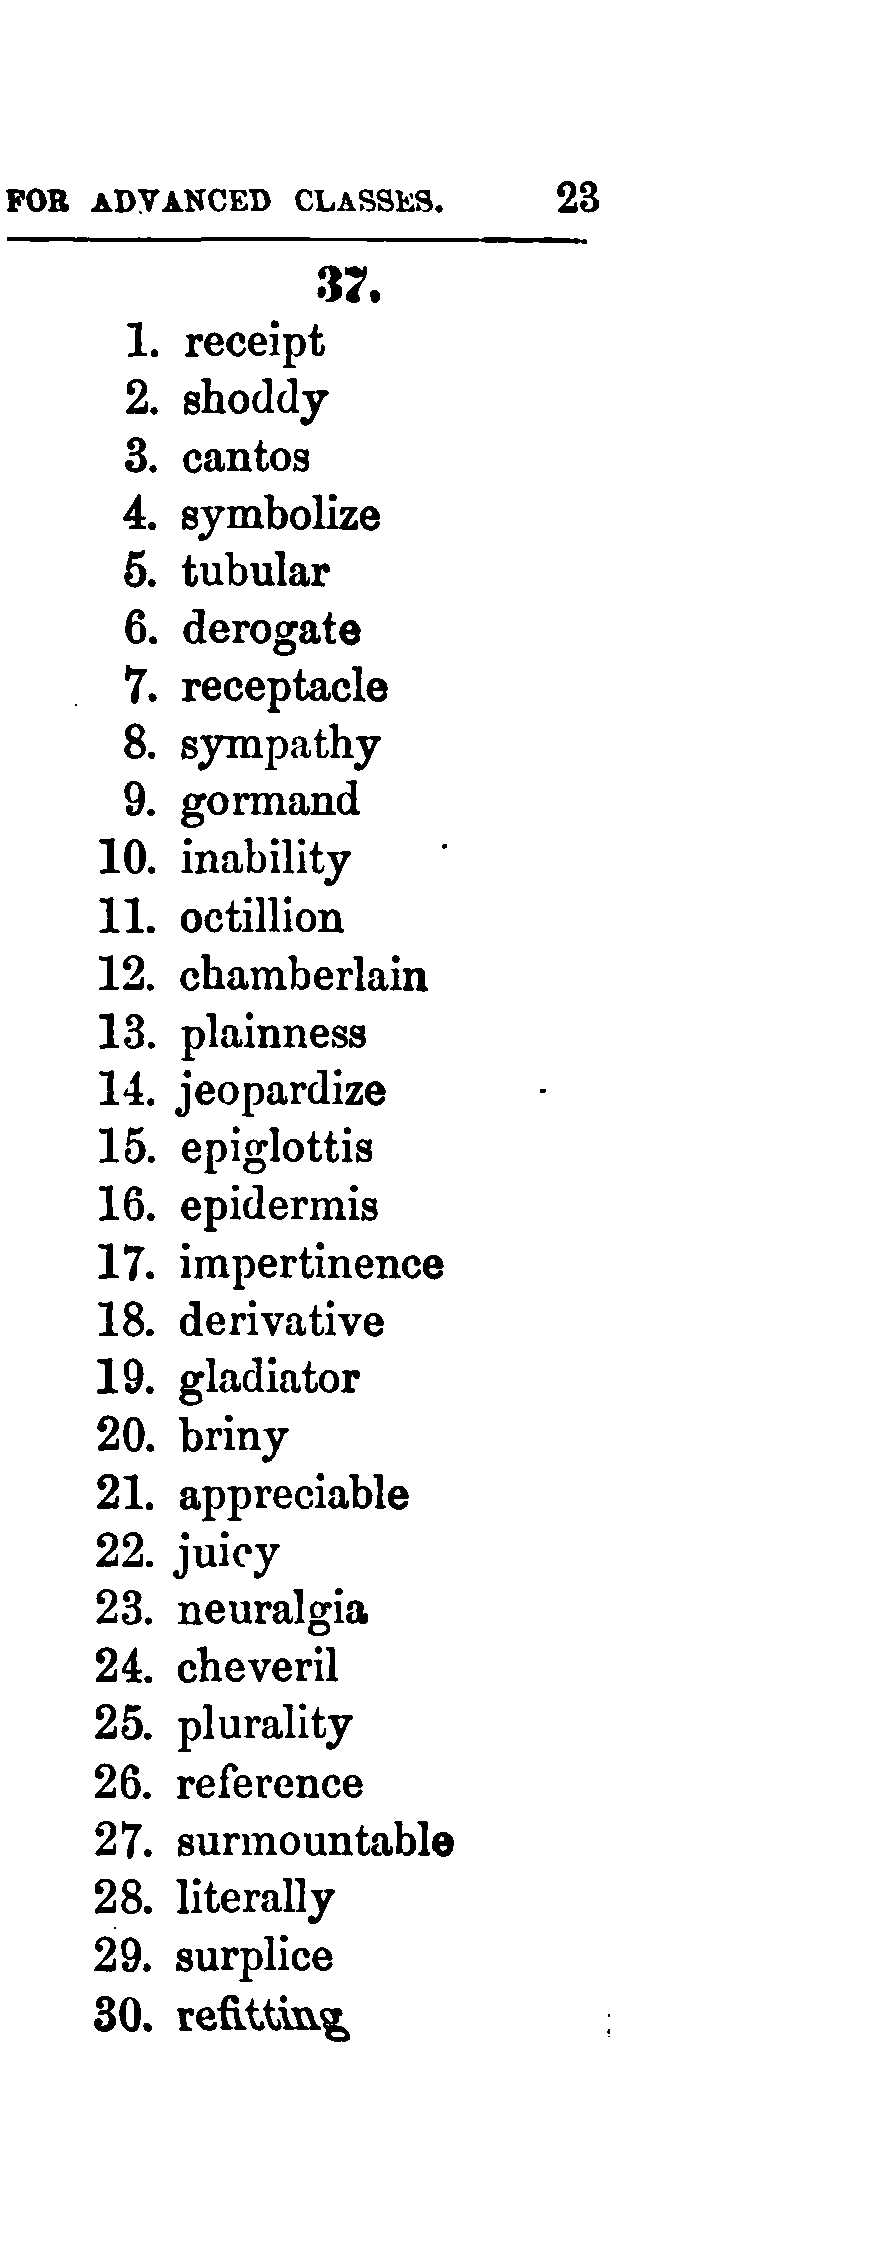 FOR ADVANCED CLASSES. 23
37.
1. receipt
2. shoddy
3. cantos
4. symbolize
5. tubular
6. derogate
7. receptacle
8. sympathy
9. gormand
10. inability
11. octillion
12. chamberlain
13. plainness
14. jeopardize
15. epiglottis
16. epidermis
17. impertinence
18. derivative
19. gladiator
20. briny
21. appreciable
22. juicy
23. neuralgia
24. cheveril
25. plurality
26. reference
27. surmountable
28. literally
29. surplice
30. refitting